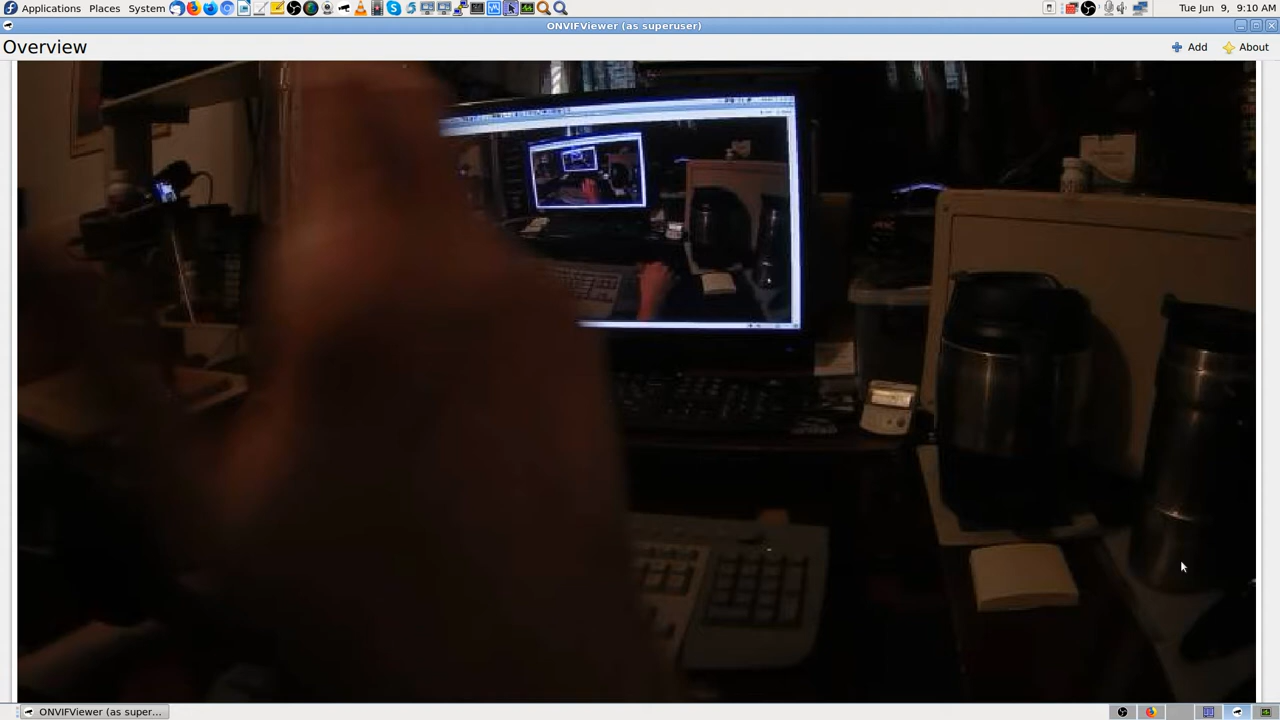 Applications Places System Tue Jun 9, 9:10 AM
ONVIFViewer (as superuser)
Overview Add About
ONVIFViewer (as super...